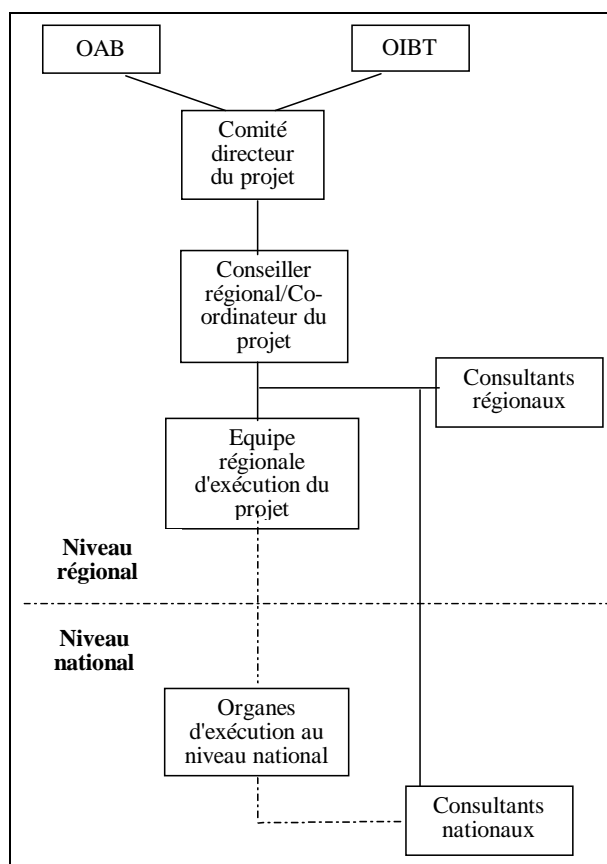 OAB
OIBT
Comité
directeur
du projet
Conseiller
régional/Co-
ordinateur du
projet
Consultants
régionaux
Equipe
régionale
d'exécution du
projet
Niveau
régional
Niveau
national
Organes
d'exécution au
niveau national
Consultants
nationaux